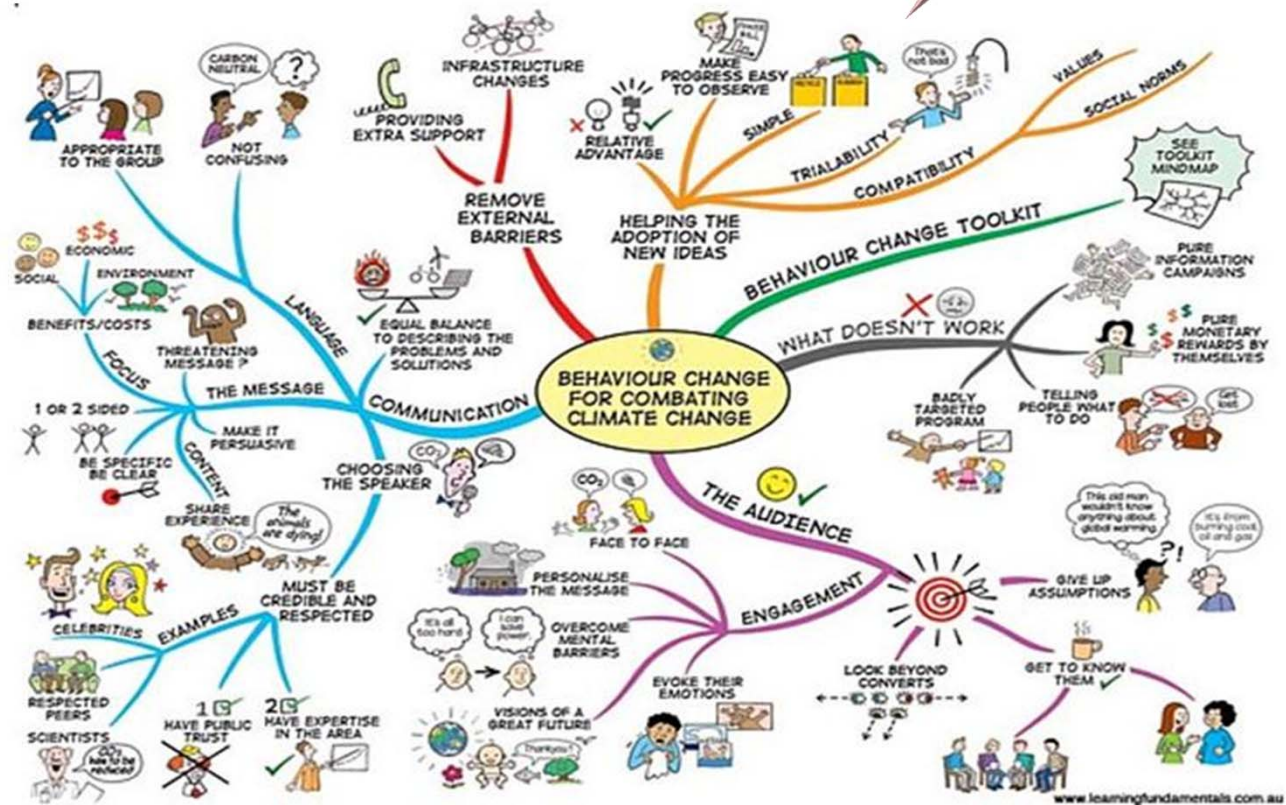 BEHAVIOUR CHANGE
FOR COMBATING
CLIMATE CHANGE
REMOVE
EXTERNAL
BARRIERS
PROVIDING
EXTRA SUPPORT
INFRASTRUCTURE
CHANGES
HELPING THE
ADOPTION OF
NEW IDEAS
RELATIVE
ADVANTAGE
MAKE
PROGRESS EASY
TO OBSERVE
POWER
BILL
SIMPLE
TRIALABILITY
That's
not bad
COMPATIBILITY
VALUES
SOCIAL NORMS
BEHAVIOUR CHANGE TOOLKIT
SEE
TOOLKIT
MINDMAP
WHAT DOESN'T WORK
PURE
INFORMATION
CAMPAIGNS
PURE
MONETARY
REWARDS BY
THEMSELVES
$ $ $ $ $
TELLING
PEOPLE WHAT
TO DO
Get
lost
BADLY
TARGETED
PROGRAM
THE AUDIENCE
GIVE UP
ASSUMPTIONS
This old man
wouldn't know
anything about
global warming.
?!
It's from
burning coal,
oil and gas
GET TO KNOW
THEM
LOOK BEYOND
CONVERTS
ENGAGEMENT
FACE TO FACE
CO2
PERSONALISE
THE MESSAGE
OVERCOME
MENTAL
BARRIERS
It's all
too hard
I can
save
power.
EVOKE THEIR
EMOTIONS
VISIONS OF A
GREAT FUTURE
Thankyou!
COMMUNICATION
EQUAL BALANCE
TO DESCRIBING THE
PROBLEMS AND
SOLUTIONS
LANGUAGE
APPROPRIATE
TO THE GROUP
NOT
CONFUSING
CARBON
NEUTRAL
?
THE MESSAGE
FOCUS
BENEFITS/COSTS
SOCIAL
$$$
ECONOMIC
ENVIRONMENT
THREATENING
MESSAGE ?
1 OR 2 SIDED
MAKE IT
PERSUASIVE
BE SPECIFIC
BE CLEAR
CONTENT
SHARE
EXPERIENCE
The
animals
are dying!
CHOOSING
THE SPEAKER
CO2
MUST BE
CREDIBLE AND
RESPECTED
EXAMPLES
CELEBRITIES
RESPECTED
PEERS
SCIENTISTS
CO2's
have to be
reduced
1
HAVE PUBLIC
TRUST
2
HAVE EXPERTISE
IN THE AREA
www.learningfundamentals.com.au